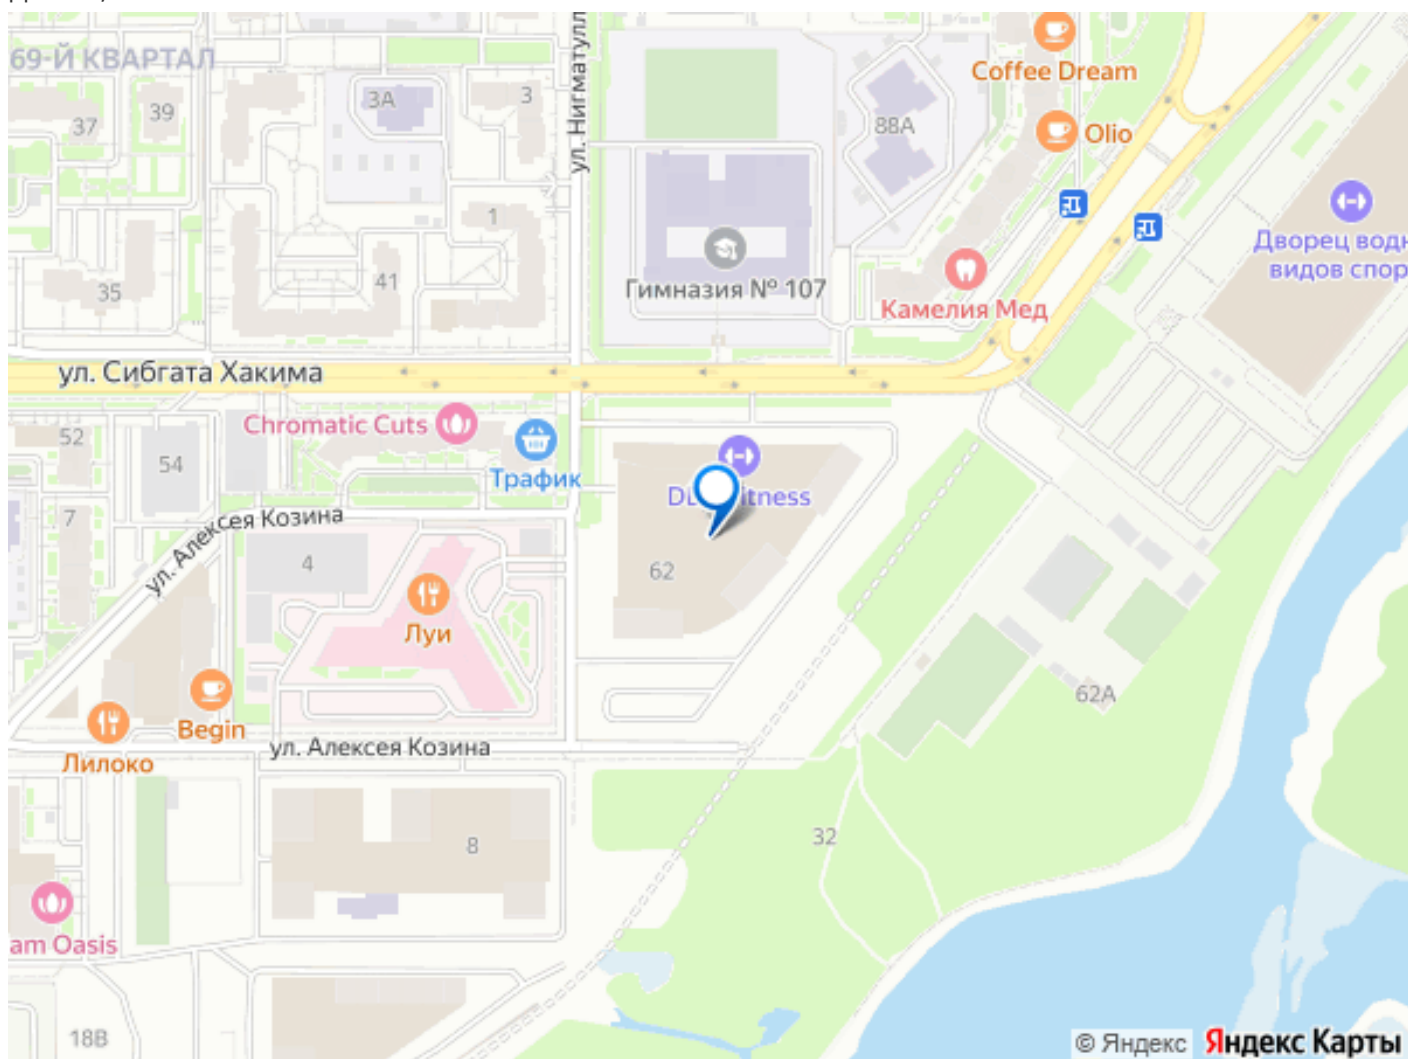 69-Й КВАРТАЛ
37
39
3А
3
ул. Нигматулл
88А
Coffee Dream
Olio
Дворец водн
видов спор
1
41
35
Гимназия № 107
Камелия Мед
ул. Сибгата Хакима
52
54
7
Chromatic Cuts
Трафик
itness
62
ул. Алексея Козина
4
Луи
Begin
Лилоко
ул. Алексея Козина
62А
8
32
am Oasis
18В
© Яндекс Яндекс Карты